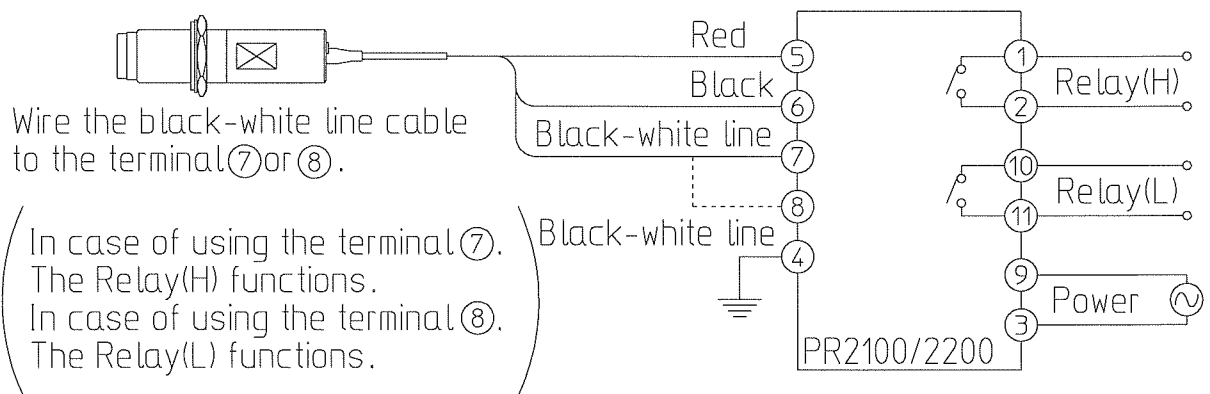 Red
Black
Black-white line
Black-white line
⑤
⑥
⑦
⑧
④
①
②
⑩
⑪
⑨
③
Relay(H)
Relay(L)
Power
PR2100/2200
Wire the black-white line cable
to the terminal⑦or⑧.
In case of using the terminal⑦.
The Relay(H) functions.
In case of using the terminal⑧.
The Relay(L) functions.